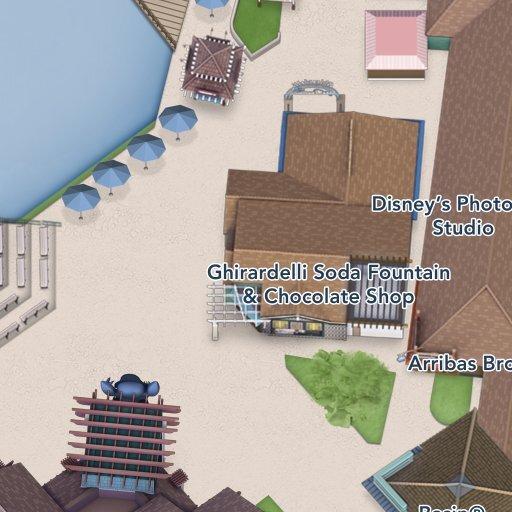 Disney's Photo
Studio
Ghirardelli Soda Fountain
& Chocolate Shop
Arribas Bro